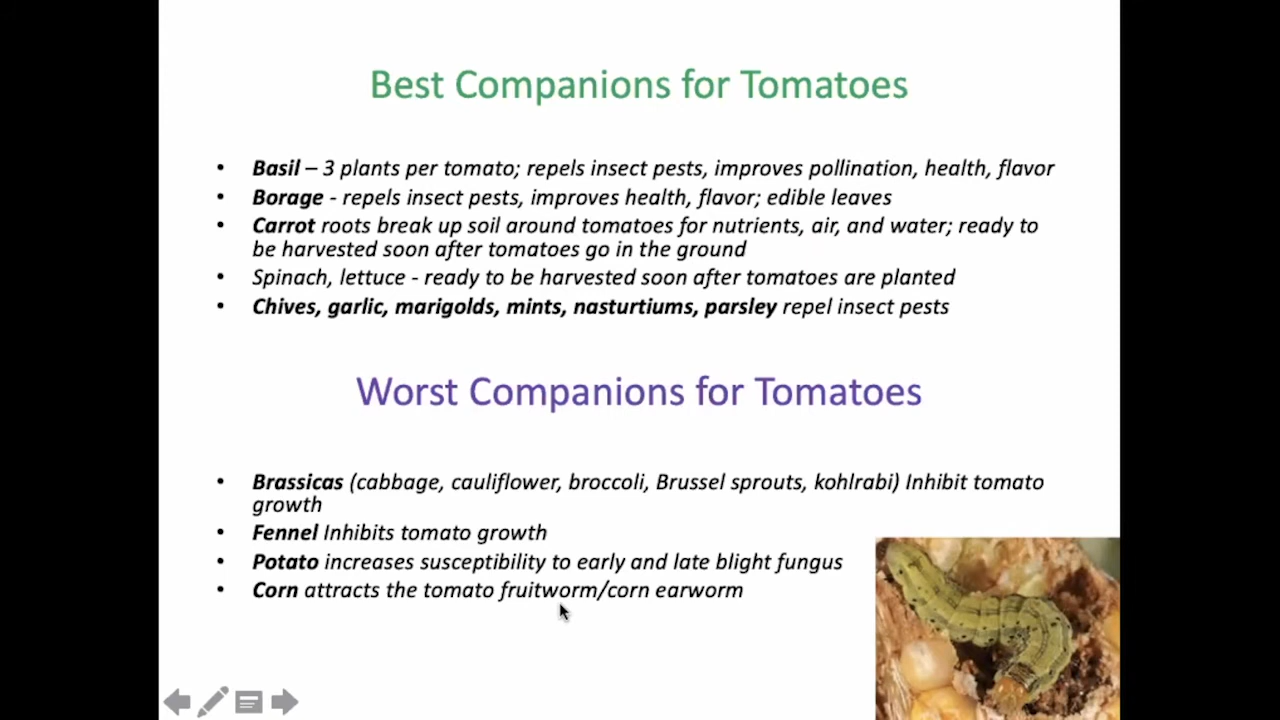 Best Companions for Tomatoes
• Basil – 3 plants per tomato; repels insect pests, improves pollination, health, flavor
• Borage - repels insect pests, improves health, flavor; edible leaves
• Carrot roots break up soil around tomatoes for nutrients, air, and water; ready to
be harvested soon after tomatoes go in the ground
• Spinach, lettuce - ready to be harvested soon after tomatoes are planted
• Chives, garlic, marigolds, mints, nasturtiums, parsley repel insect pests
Worst Companions for Tomatoes
• Brassicas (cabbage, cauliflower, broccoli, Brussel sprouts, kohlrabi) Inhibit tomato
growth
• Fennel Inhibits tomato growth
• Potato increases susceptibility to early and late blight fungus
• Corn attracts the tomato fruitworm/corn earworm